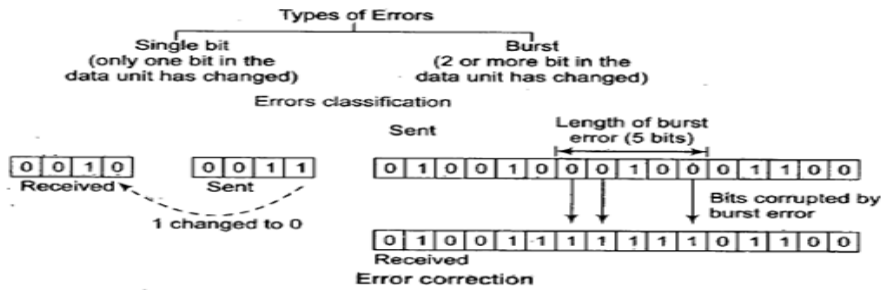 Types of Errors
Single bit
(only one bit in the
data unit has changed)
Burst
(2 or more bit in the
data unit has changed)
Errors classification
0 0 1 0
Received
0 0 1 1
Sent
1 changed to 0
Sent
Length of burst
error (5 bits)
0 1 0 0 1 0 0 0 1 0 0 0 1 1 0 0
Bits corrupted by
burst error
0 1 0 0 1 1 1 1 1 1 1 0 1 1 0 0
Received
Error correction